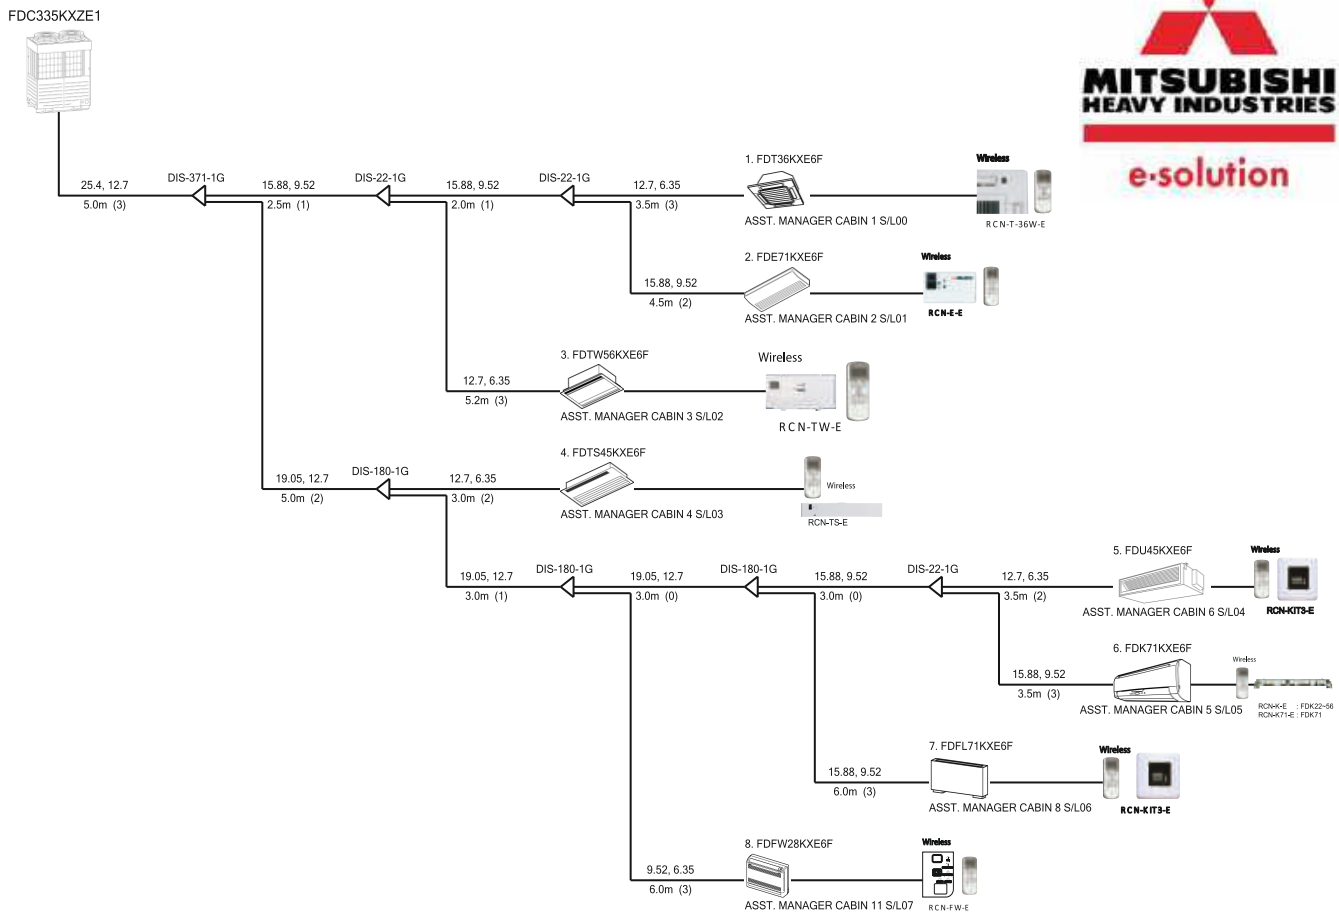 FDC335KXZE1
MITSUBISHI
HEAVY INDUSTRIES
e-solution
25.4, 12.7
5.0m (3)
DIS-371-1G
15.88, 9.52
2.5m (1)
DIS-22-1G
15.88, 9.52
2.0m (1)
DIS-22-1G
12.7, 6.35
3.5m (3)
1. FDT36KXE6F
ASST. MANAGER CABIN 1 S/L00
Wireless
RCN-T-36W-E
15.88, 9.52
4.5m (2)
2. FDE71KXE6F
ASST. MANAGER CABIN 2 S/L01
Wireless
RCN-E-E
12.7, 6.35
5.2m (3)
3. FDTW56KXE6F
ASST. MANAGER CABIN 3 S/L02
Wireless
RCN-TW-E
19.05, 12.7
5.0m (2)
DIS-180-1G
12.7, 6.35
3.0m (2)
4. FDTS45KXE6F
ASST. MANAGER CABIN 4 S/L03
Wireless
RCN-TS-E
19.05, 12.7
3.0m (1)
DIS-180-1G
19.05, 12.7
3.0m (0)
DIS-180-1G
15.88, 9.52
3.0m (0)
DIS-22-1G
12.7, 6.35
3.5m (2)
5. FDU45KXE6F
ASST. MANAGER CABIN 6 S/L04
Wireless
RCN-KIT3-E
15.88, 9.52
3.5m (3)
6. FDK71KXE6F
ASST. MANAGER CABIN 5 S/L05
Wireless
RCN-K-E : FDK22~56
RCN-K71-E : FDK71
15.88, 9.52
6.0m (3)
7. FDFL71KXE6F
ASST. MANAGER CABIN 8 S/L06
Wireless
RCN-KIT3-E
9.52, 6.35
6.0m (3)
8. FDFW28KXE6F
ASST. MANAGER CABIN 11 S/L07
Wireless
RCN-FW-E